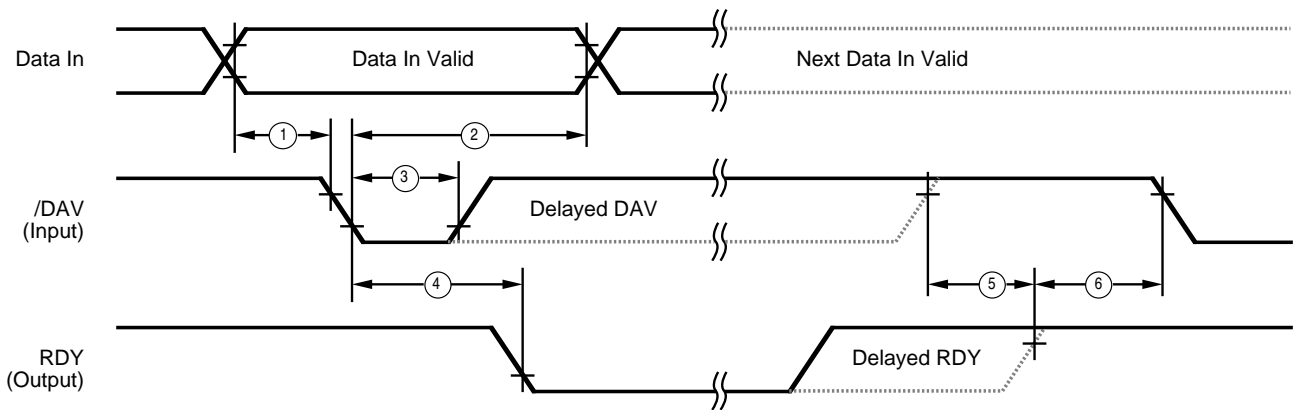 Data In
Data In Valid
Next Data In Valid
1
2
3
/DAV
(Input)
Delayed DAV
4
5
6
RDY
(Output)
Delayed RDY